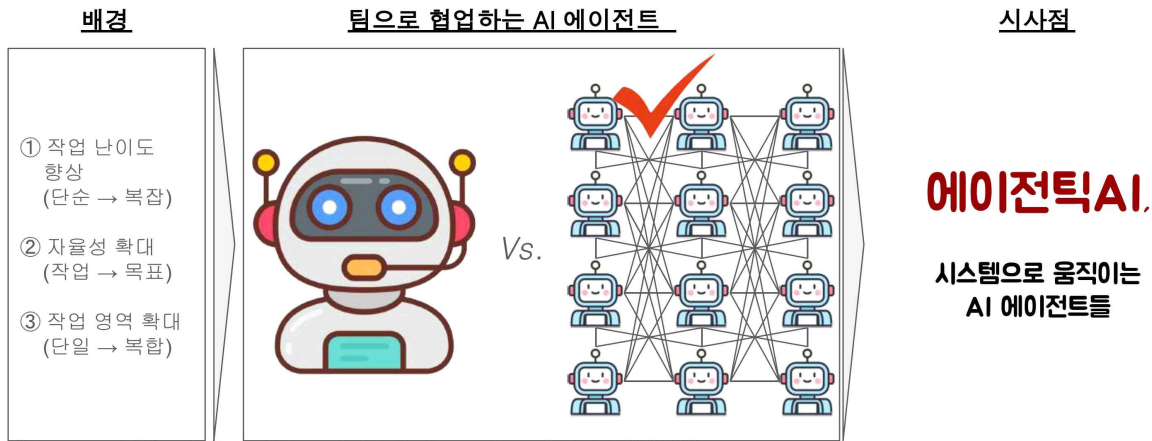 배경
팀으로 협업하는 AI 에이전트
시사점
① 작업 난이도
향상
(단순 → 복잡)
② 자율성 확대
(작업 → 목표)
③ 작업 영역 확대
(단일 → 복합)
Vs.
에이전틱AI,
시스템으로 움직이는
AI 에이전트들